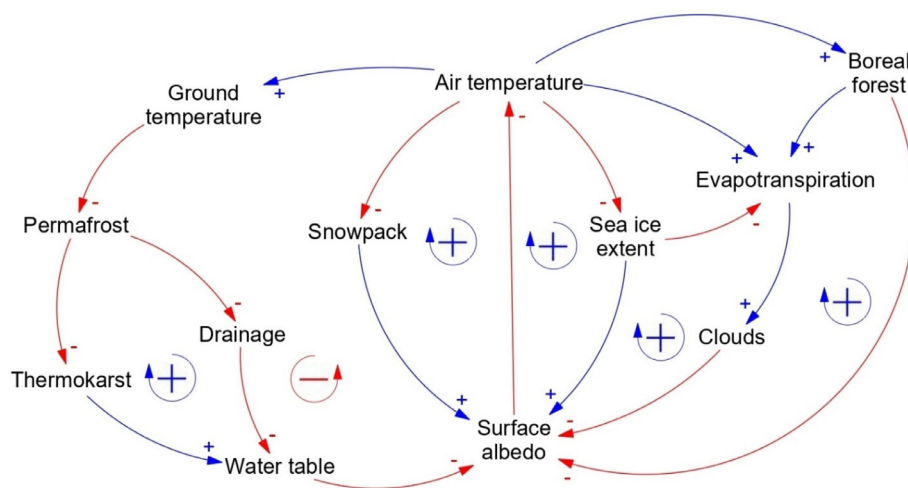 Air temperature
Boreal
forest
Ground
temperature
+
+
+
+
Evapotranspiration
-
-
-
-
Permafrost
Snowpack
+
+
Sea ice
extent
-
+
+
-
Drainage
+
Clouds
-
Thermokarst
+
-
+
+
-
+
-
Surface
albedo
Water table
-
-